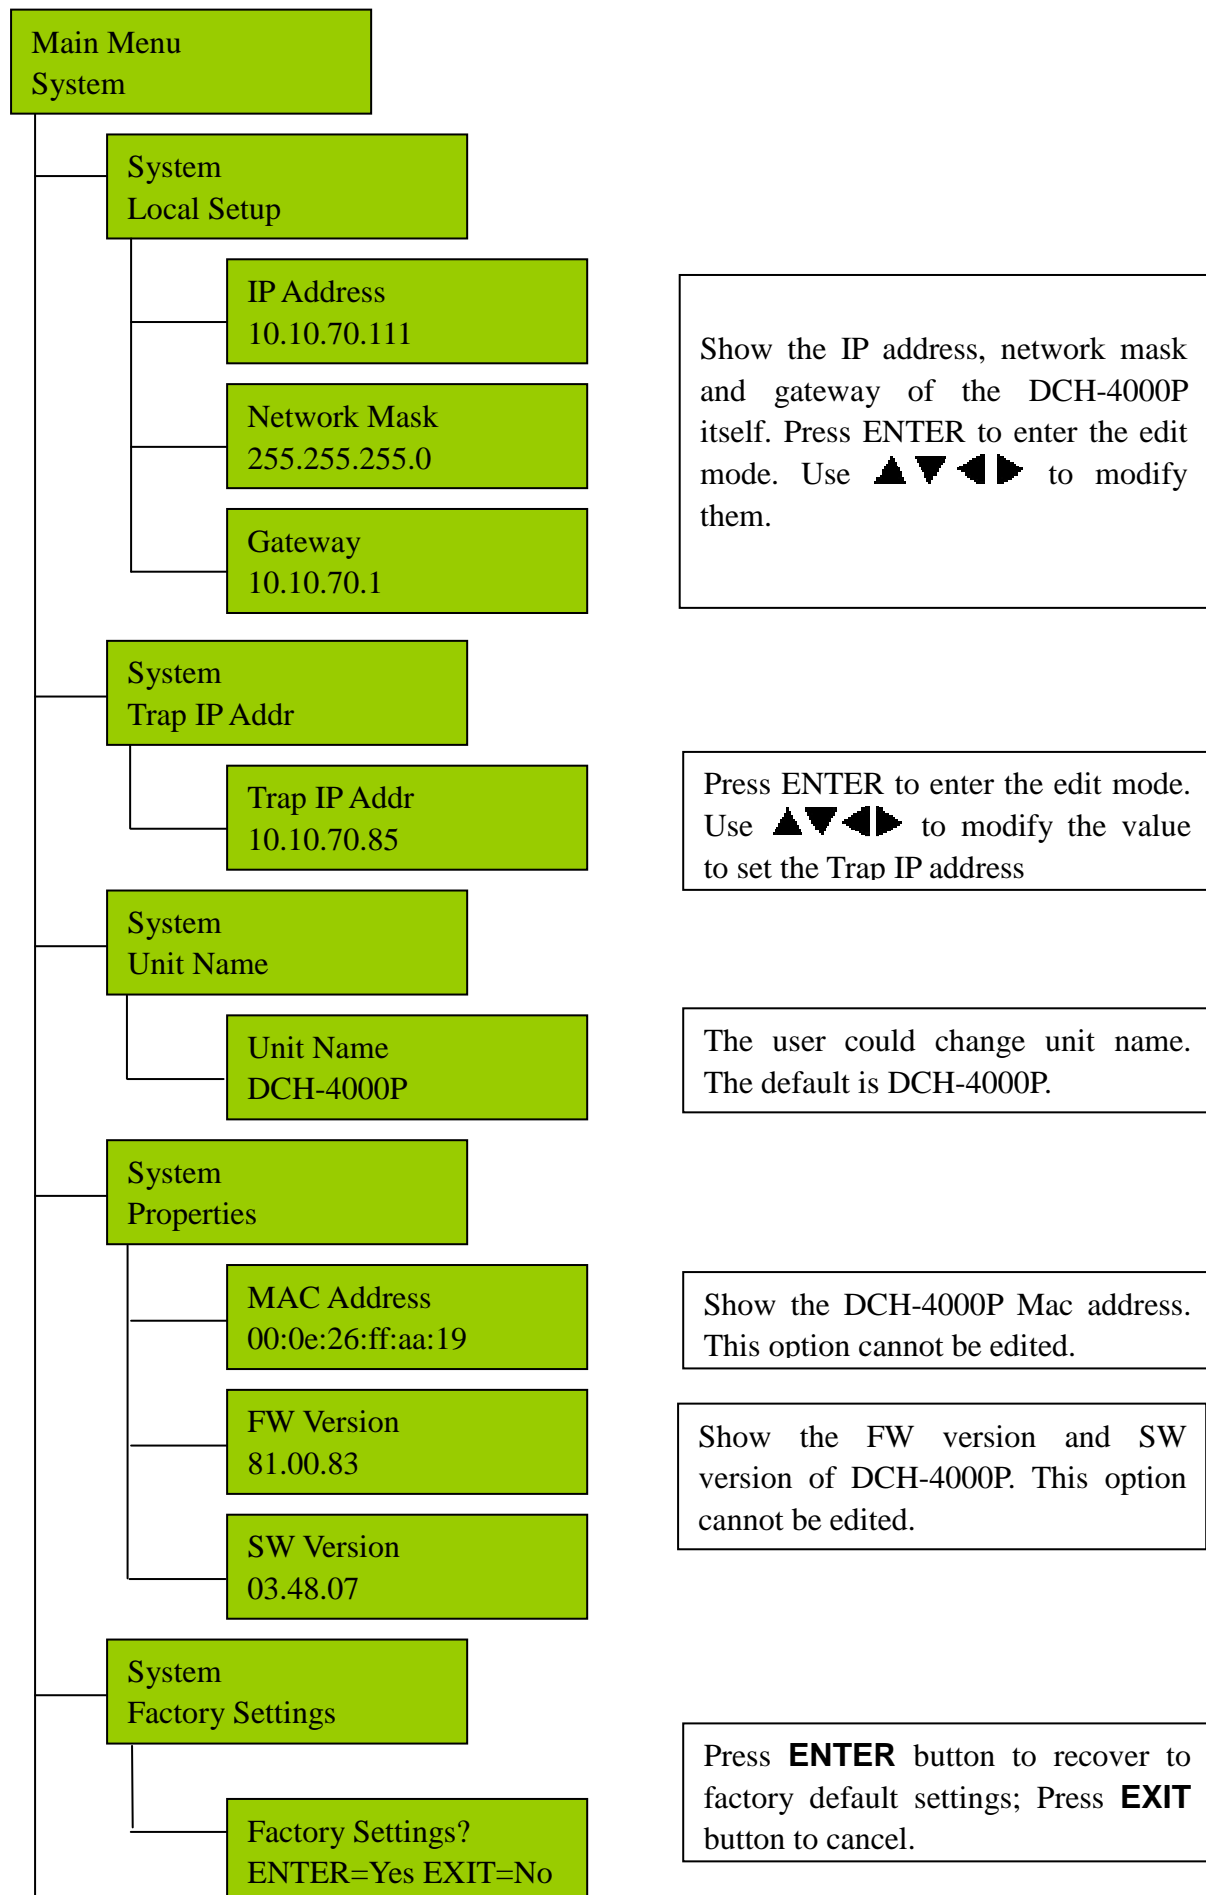 Main Menu
System
System
Local Setup
IP Address
10.10.70.111
Network Mask
255.255.255.0
Gateway
10.10.70.1
Show the IP address, network mask
and gateway of the DCH-4000P
itself. Press ENTER to enter the edit
mode. Use ▲▼◀▶ to modify
them.
System
Trap IP Addr
Trap IP Addr
10.10.70.85
Press ENTER to enter the edit mode.
Use ▲▼◀▶ to modify the value
to set the Trap IP address
System
Unit Name
Unit Name
DCH-4000P
The user could change unit name.
The default is DCH-4000P.
System
Properties
MAC Address
00:0e:26:ff:aa:19
Show the DCH-4000P Mac address.
This option cannot be edited.
FW Version
81.00.83
Show the FW version and SW
version of DCH-4000P. This option
cannot be edited.
SW Version
03.48.07
System
Factory Settings
Factory Settings?
ENTER=Yes EXIT=No
Press ENTER button to recover to
factory default settings; Press EXIT
button to cancel.